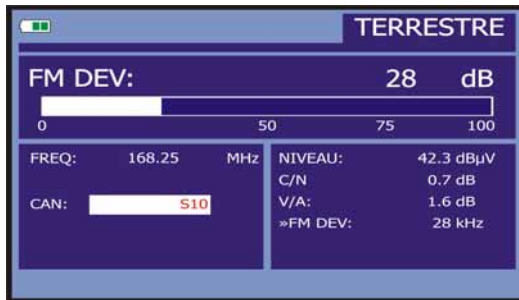 TERRESTRE
FM DEV: 28 dB
0 50 75 100
FREQ: 168.25 MHz
CAN: S10
NIVEAU: 42.3 dBµV
C/N 0.7 dB
V/A: 1.6 dB
»FM DEV: 28 kHz